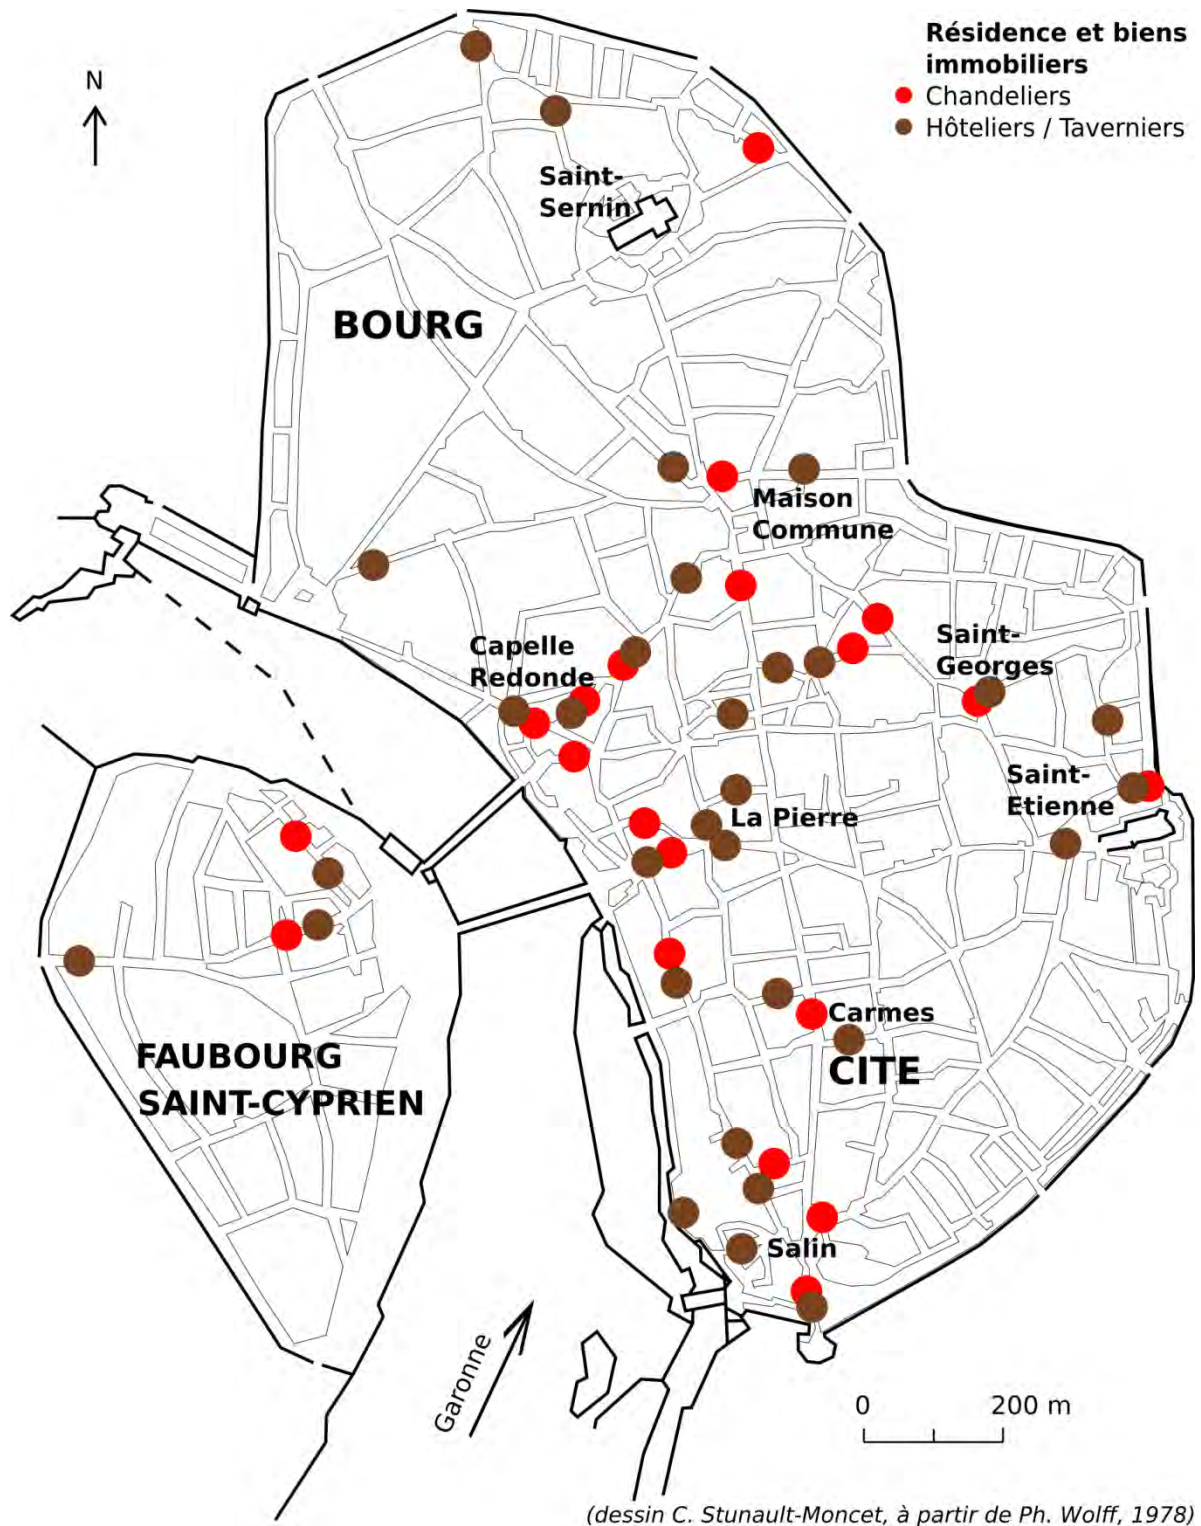 Résidence et biens
immobiliers
Chandeliers
Hôteliers / Taverniers
N
Saint-
Sernin
BOURG
Maison
Commune
Capelle
Redonde
Saint-
Georges
Saint-
Etienne
La Pierre
Carmes
CITE
FAUBOURG
SAINT-CYPRIEN
Salin
Garonne
0 200 m
(dessin C. Stunault-Moncet, à partir de Ph. Wolff, 1978)